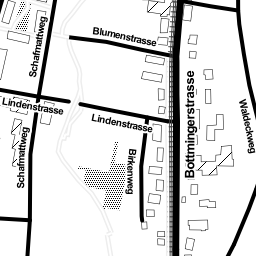 Schafmattweg
Blumenstrasse
Lindenstrasse
Lindenstrasse
Schafmattweg
Birkenweg
Bottmingerstrasse
Waldeckweg